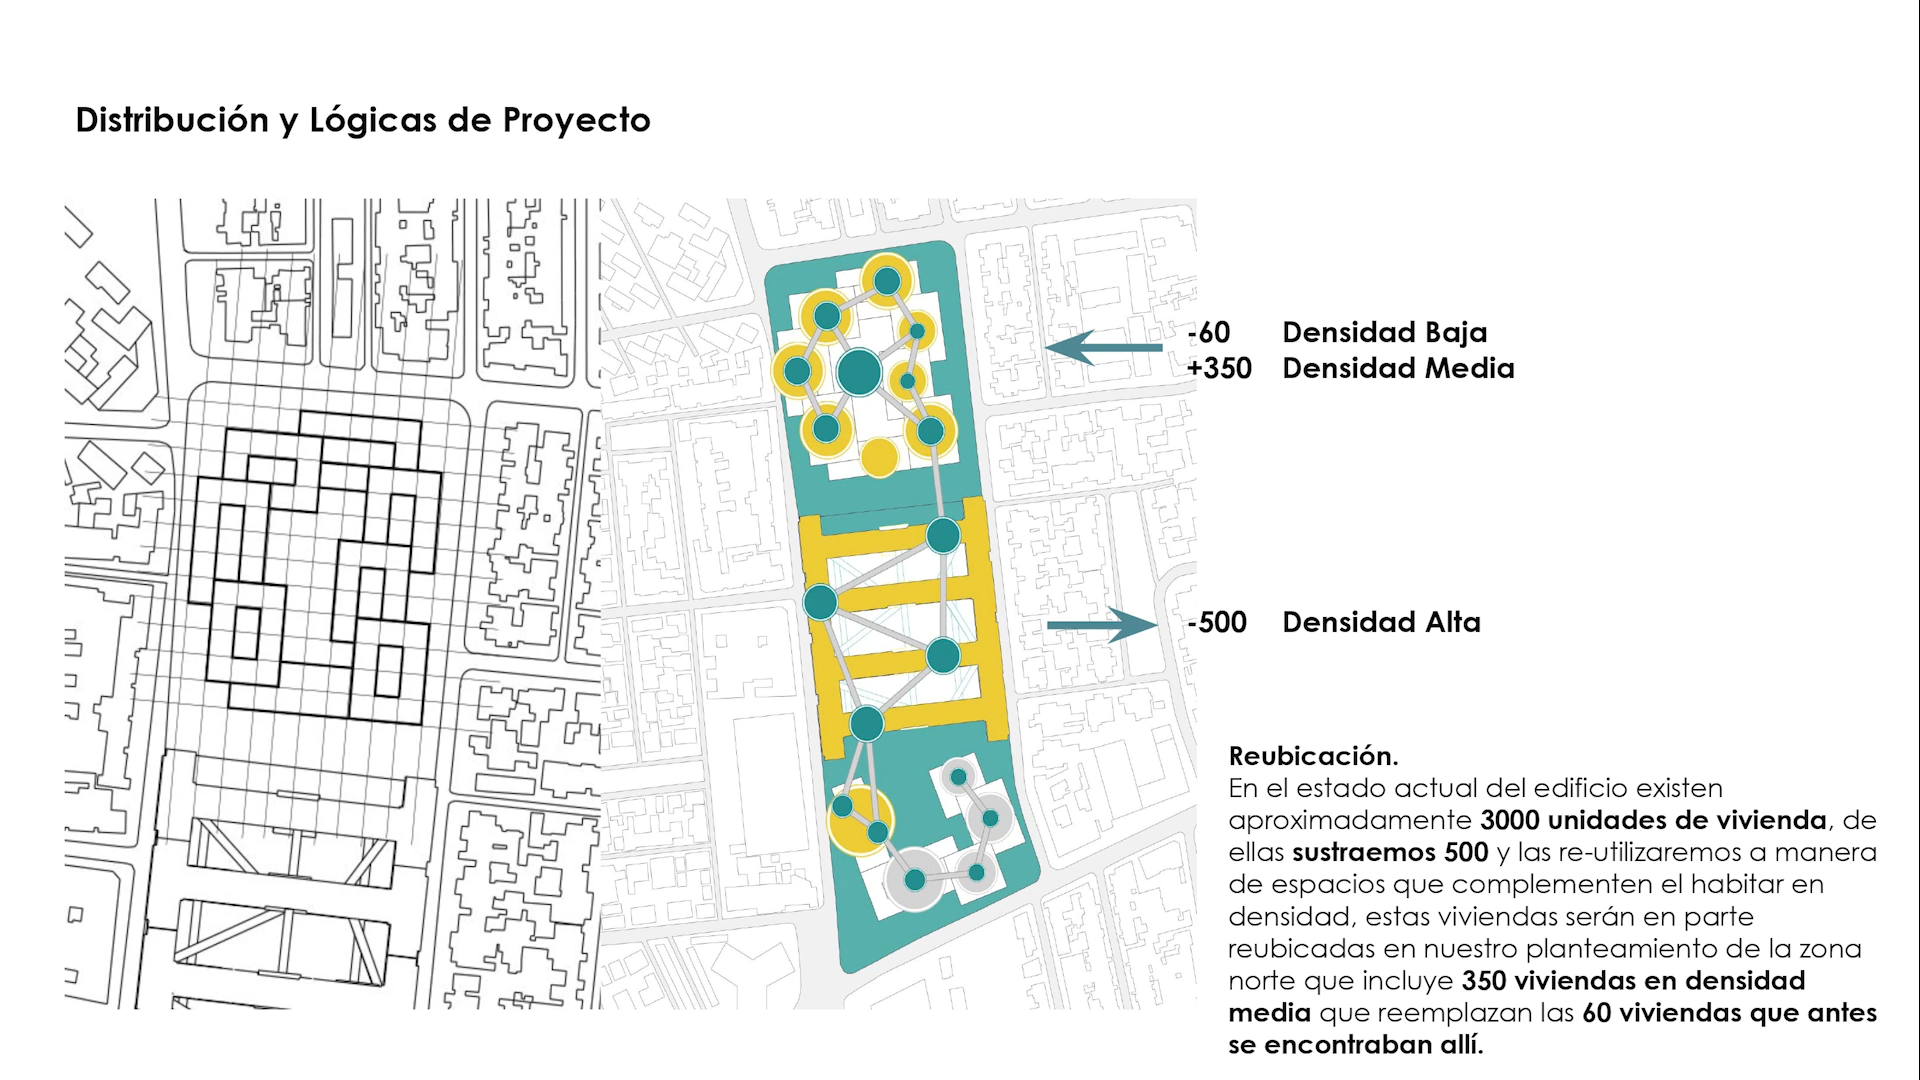 Distribución y Lógicas de Proyecto
-60 Densidad Baja
+350 Densidad Media
-500 Densidad Alta
Reubicación.
En el estado actual del edificio existen
aproximadamente 3000 unidades de vivienda, de
ellas sustraemos 500 y las re-utilizaremos a manera
de espacios que complementen el habitar en
densidad, estas viviendas serán en parte
reubicadas en nuestro planteamiento de la zona
norte que incluye 350 viviendas en densidad
media que reemplazan las 60 viviendas que antes
se encontraban allí.